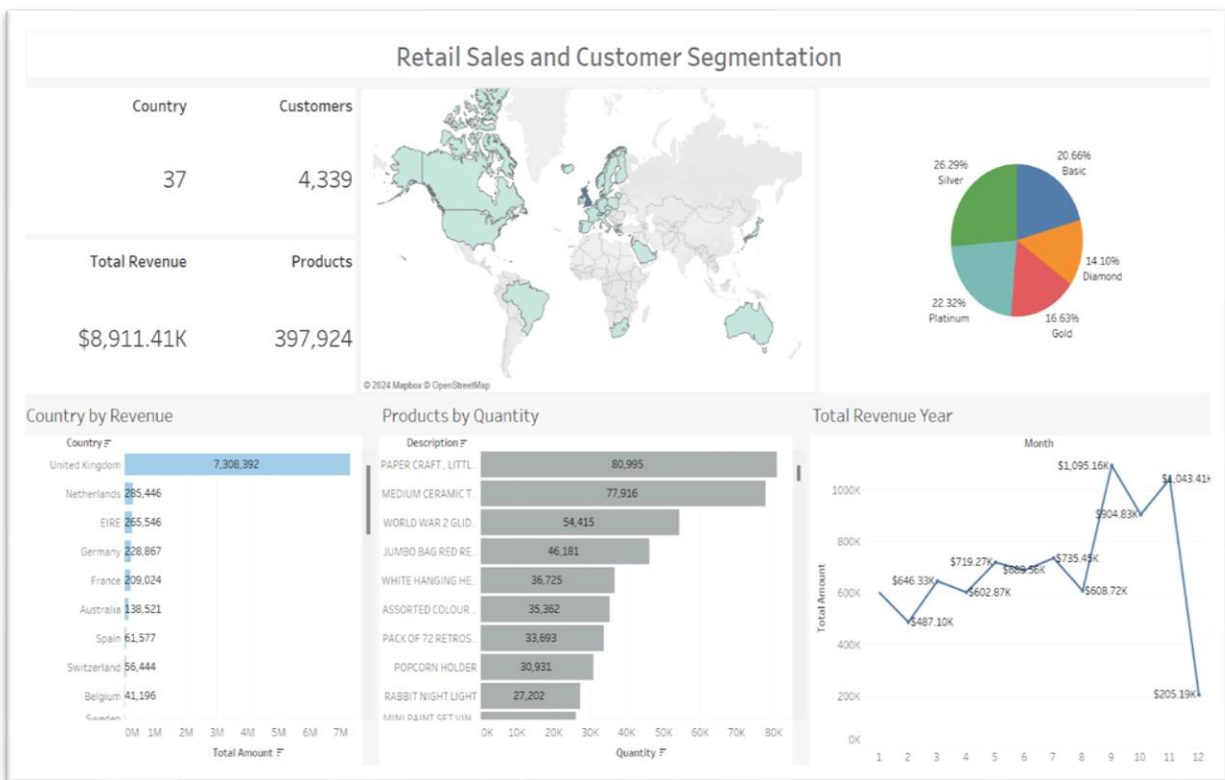 Retail Sales and Customer Segmentation
Country Customers
37 4,339
Total Revenue Products
$8,911.41K 397,924
© 2024 Mapbox © OpenStreetMap
26.29%
Silver
20.66%
Basic
14.10%
Diamond
22.32%
Platinum
16.63%
Gold
Country by Revenue
Country
United Kingdom 7,308,392
Netherlands 285,446
EIRE 265,546
Germany 228,867
France 209,024
Australia 138,521
Spain 61,577
Switzerland 56,444
Belgium 41,196
Sweden
0M 1M 2M 3M 4M 5M 6M 7M
Total Amount
Products by Quantity
Description
PAPER CRAFT , LITTL.. 80,995
MEDIUM CERAMIC T.. 77,916
WORLD WAR 2 GLID.. 54,415
JUMBO BAG RED RE.. 46,181
WHITE HANGING HE.. 36,725
ASSORTED COLOUR .. 35,362
PACK OF 72 RETROS.. 33,693
POPCORN HOLDER 30,931
RABBIT NIGHT LIGHT 27,202
MINI PAINT SET VIN..
0K 10K 20K 30K 40K 50K 60K 70K 80K
Quantity
Total Revenue Year
Month
$1,095.16K
$1,043.41K
1000K
$904.83K
800K
$719.27K
$735.45K
$646.33K
600K
$602.87K
$608.72K
$487.10K
400K
200K
$205.19K
0K
Total Amount
1 2 3 4 5 6 7 8 9 10 11 12